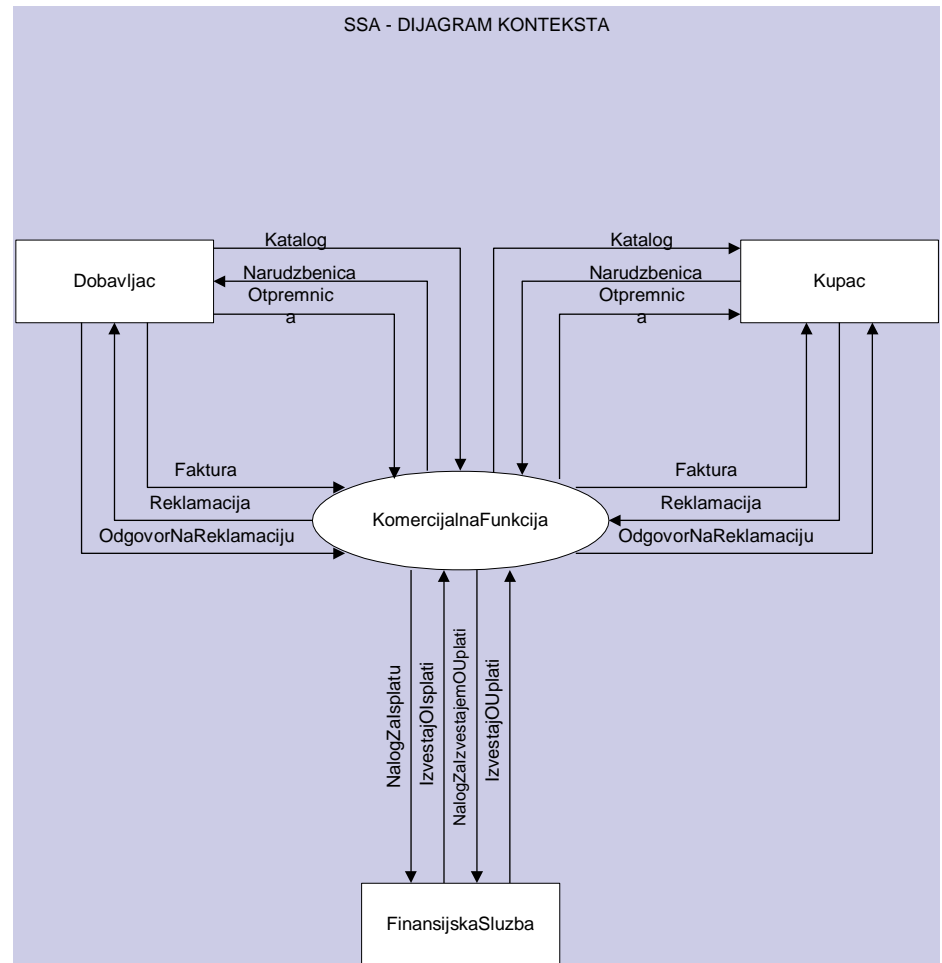 SSA - DIJAGRAM KONTEKSTA
Katalog
Katalog
Dobavljac
Narudzbenica
Narudzbenica
Kupac
Otpremnic
a
Otpremnic
a
Faktura
Faktura
Reklamacija
Reklamacija
KomercijalnaFunkcija
OdgovorNaReklamaciju
OdgovorNaReklamaciju
NalogZaIsplatu
IzvestajOIsplati
NalogZaIzvestajemOUplati
IzvestajOUplati
FinansijskaSluzba